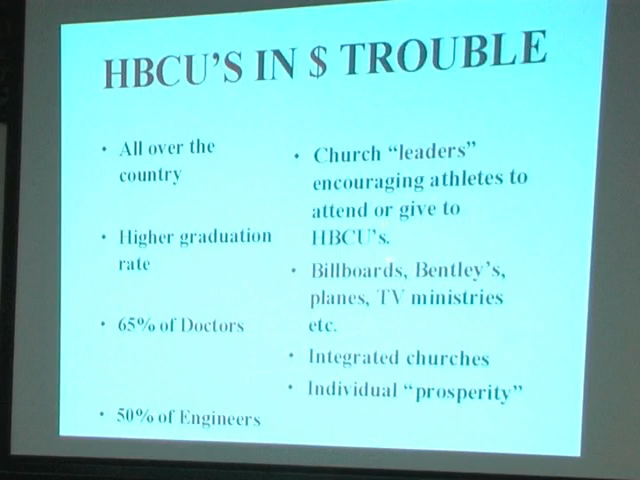 HBCU'S IN $ TROUBLE
• All over the
country
• Higher graduation
rate
• 65% of Doctors
• 50% of Engineers
• Church “leaders”
encouraging athletes to
attend or give to
HBCU's.
• Billboards, Bentley's,
planes, TV ministries
etc.
• Integrated churches
• Individual “prosperity”